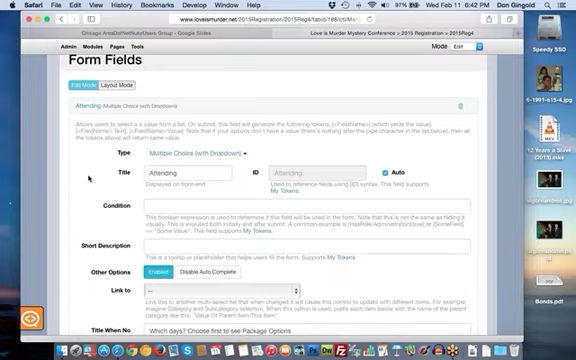 Safari File Edit View History Bookmarks Develop Window Help
97% Wed Feb 11 6:42 PM Don Gingold
www.loveismurder.net/2015Registration/2015Reg4/tabid/188/ctl/Man
Chicago AreaDotNetNukeUsers Group - Google Slides
Love is Murder Mystery Conference > 2015 Registration > 2015Reg4
Admin Modules Pages Tools
Mode Edit
Form Fields
Edit Mode Layout Mode
Attending (Multiple Choice (with Dropdown))
Allows users to select a a value from a list. On submit, this field will generate the following tokens: [<FieldName>] (which yields the value),
[<FieldName>:Text], [<FieldName>:Value]. Note that if your options don't have a value (there's nothing after the pipe character in the list below), then all
the tokens above will return same value.
Type Multiple Choice (with Dropdown)
Title Attending ID Attending Auto
Displayed on front-end
Used to reference fields using [ID] syntax. This field supports
My Tokens.
Condition
This boolean expression is used to determine if this field will be used in the form. Note that this is not the same as hiding it
visually. This is evaluated both initially and after submit. A common example is [HasRole:Administrators|true] or [SomeField]
== "Some Value". This field supports My Tokens.
Short Description
This is a tooltip or placeholder that helps users fill the form. Supports My Tokens
Other Options Enabled Disable Auto Complete
Link to --
Link this to another multi-select list that when changed it will cause this control to update with different items. For example,
imagine Category and Subcategory selection. When this option is used, prefix each item below with the name of the parent
category like this: "Value Of Parent Item|This Item"
Title When No Which days? Choose first to see Package Options
Speedy SSD
6-1991-s15-4.jpg
12 Years a Slave
(2013).mkv
Bonds.pdf